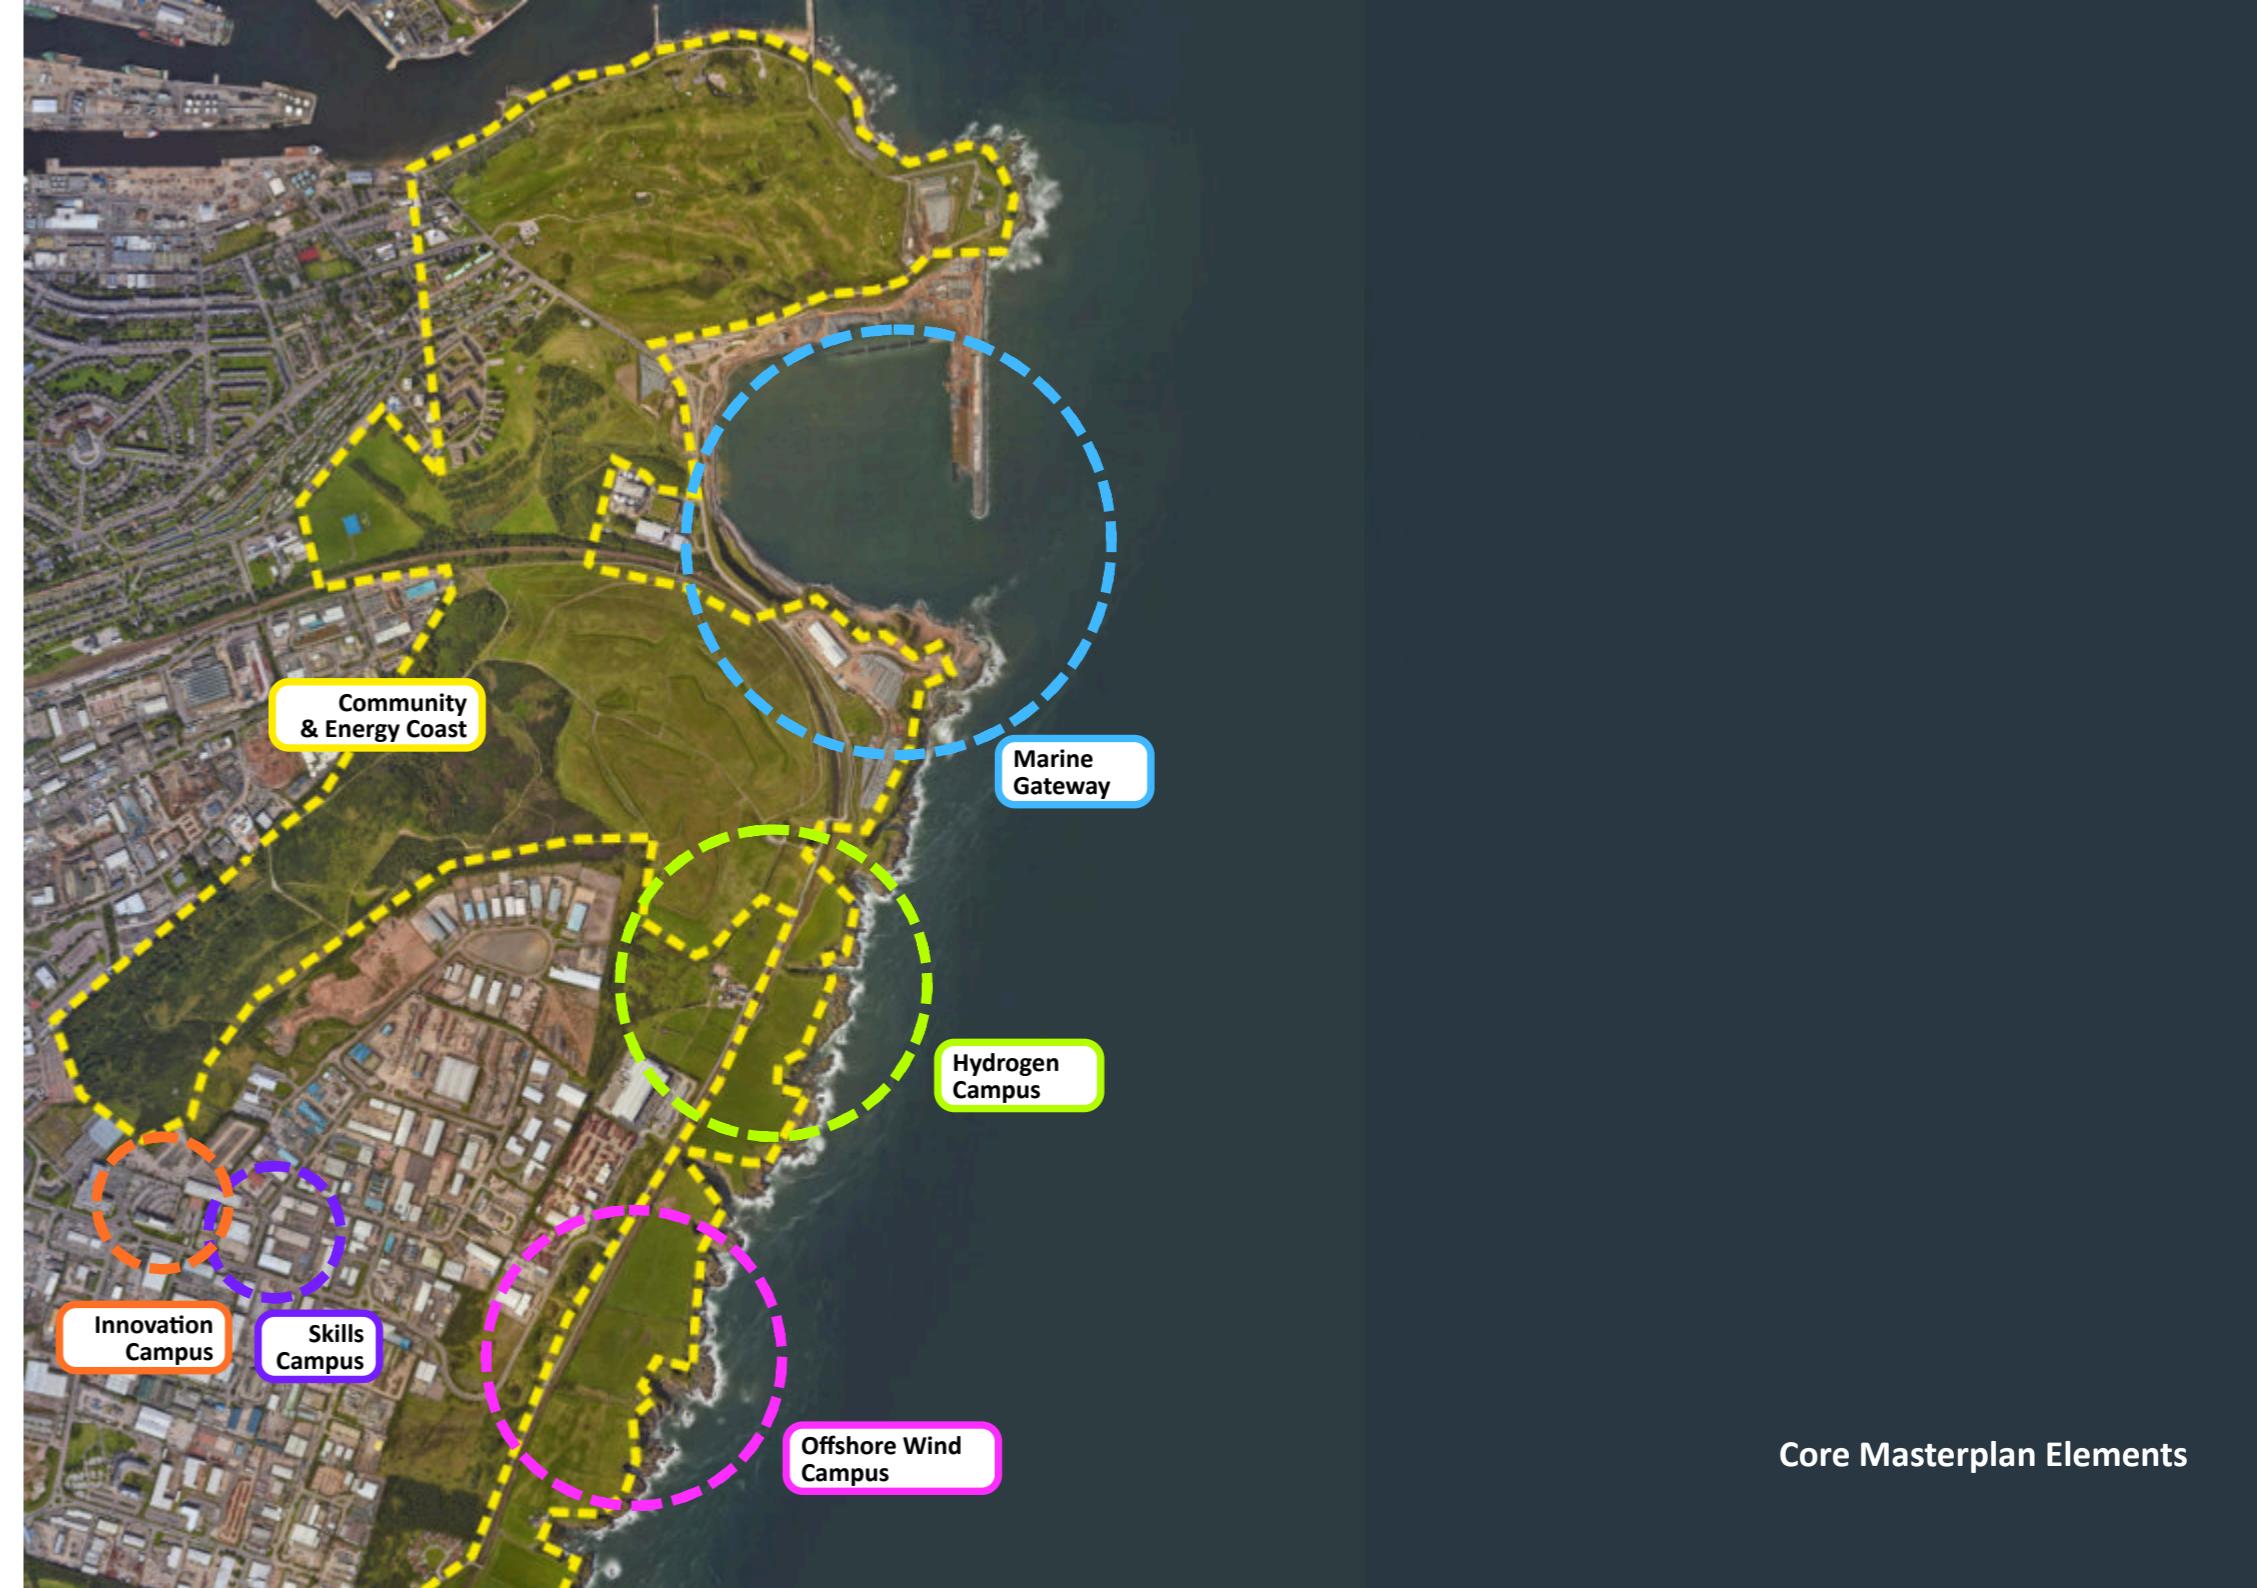 Community
& Energy Coast
Marine
Gateway
Hydrogen
Campus
Innovation
Campus
Skills
Campus
Offshore Wind
Campus
Core Masterplan Elements